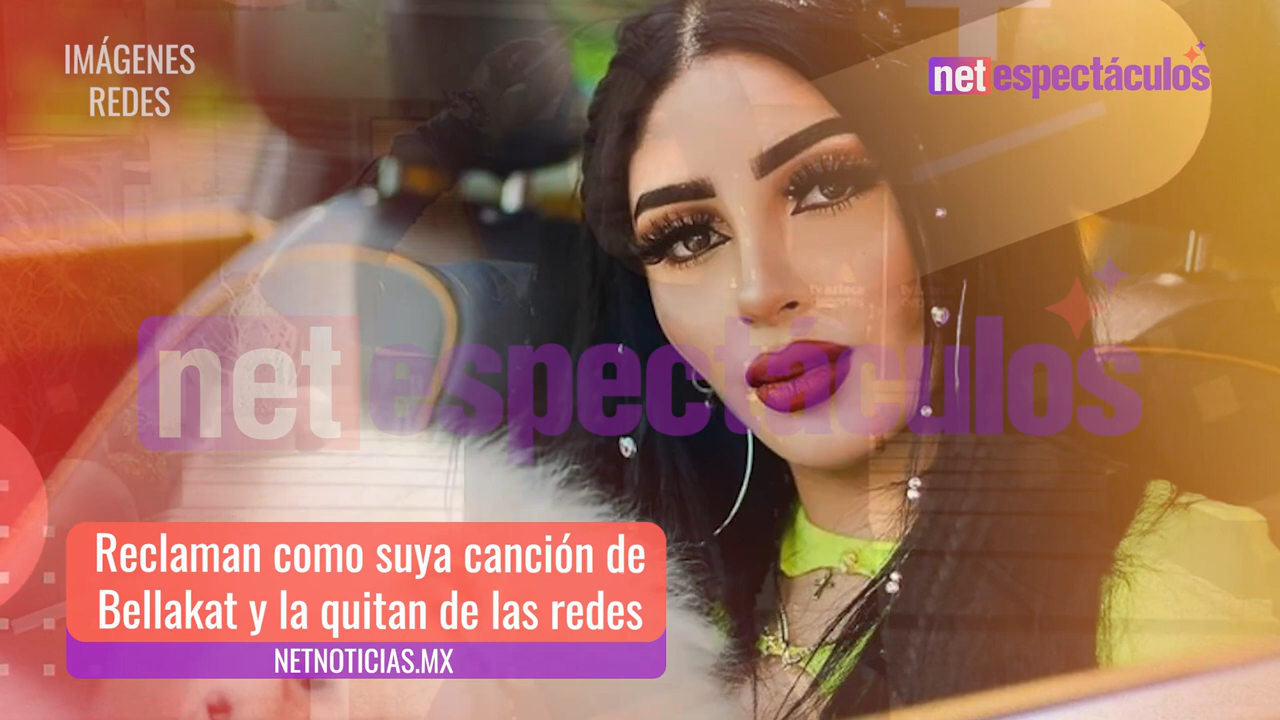 IMÁGENES
REDES
net espectáculos
net espectáculos
Reclaman como suya canción de
Bellakat y la quitan de las redes
NETNOTICIAS.MX